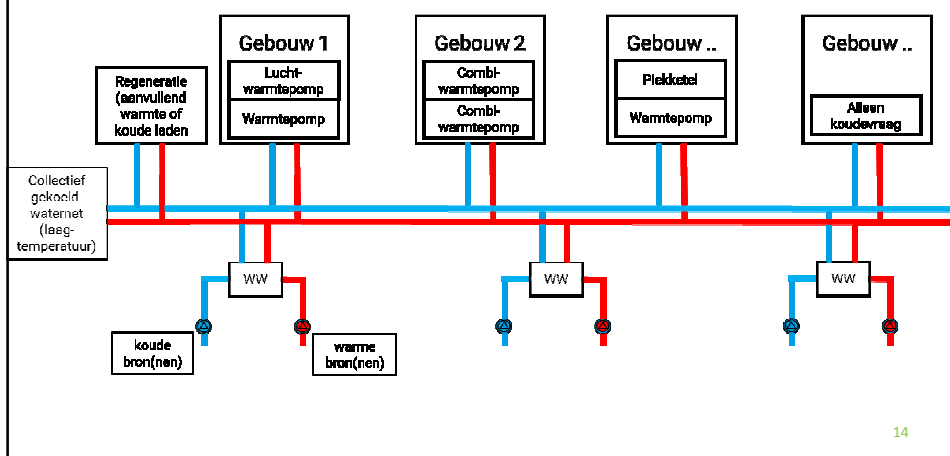 Gebouw 1
Lucht-
warmtepomp
Warmtepomp
Gebouw 2
Combi-
warmtepomp
Combi-
warmtepomp
Gebouw ..
Piekketel
Warmtepomp
Gebouw ..
Alleen
koudevraag
Regeneratie
(aanvullend
warmte of
koude laden
Collectief
gekoeld
waternet
(laag-
temperatuur)
WW
WW
WW
koude
bron(nen)
warme
bron(nen)
14